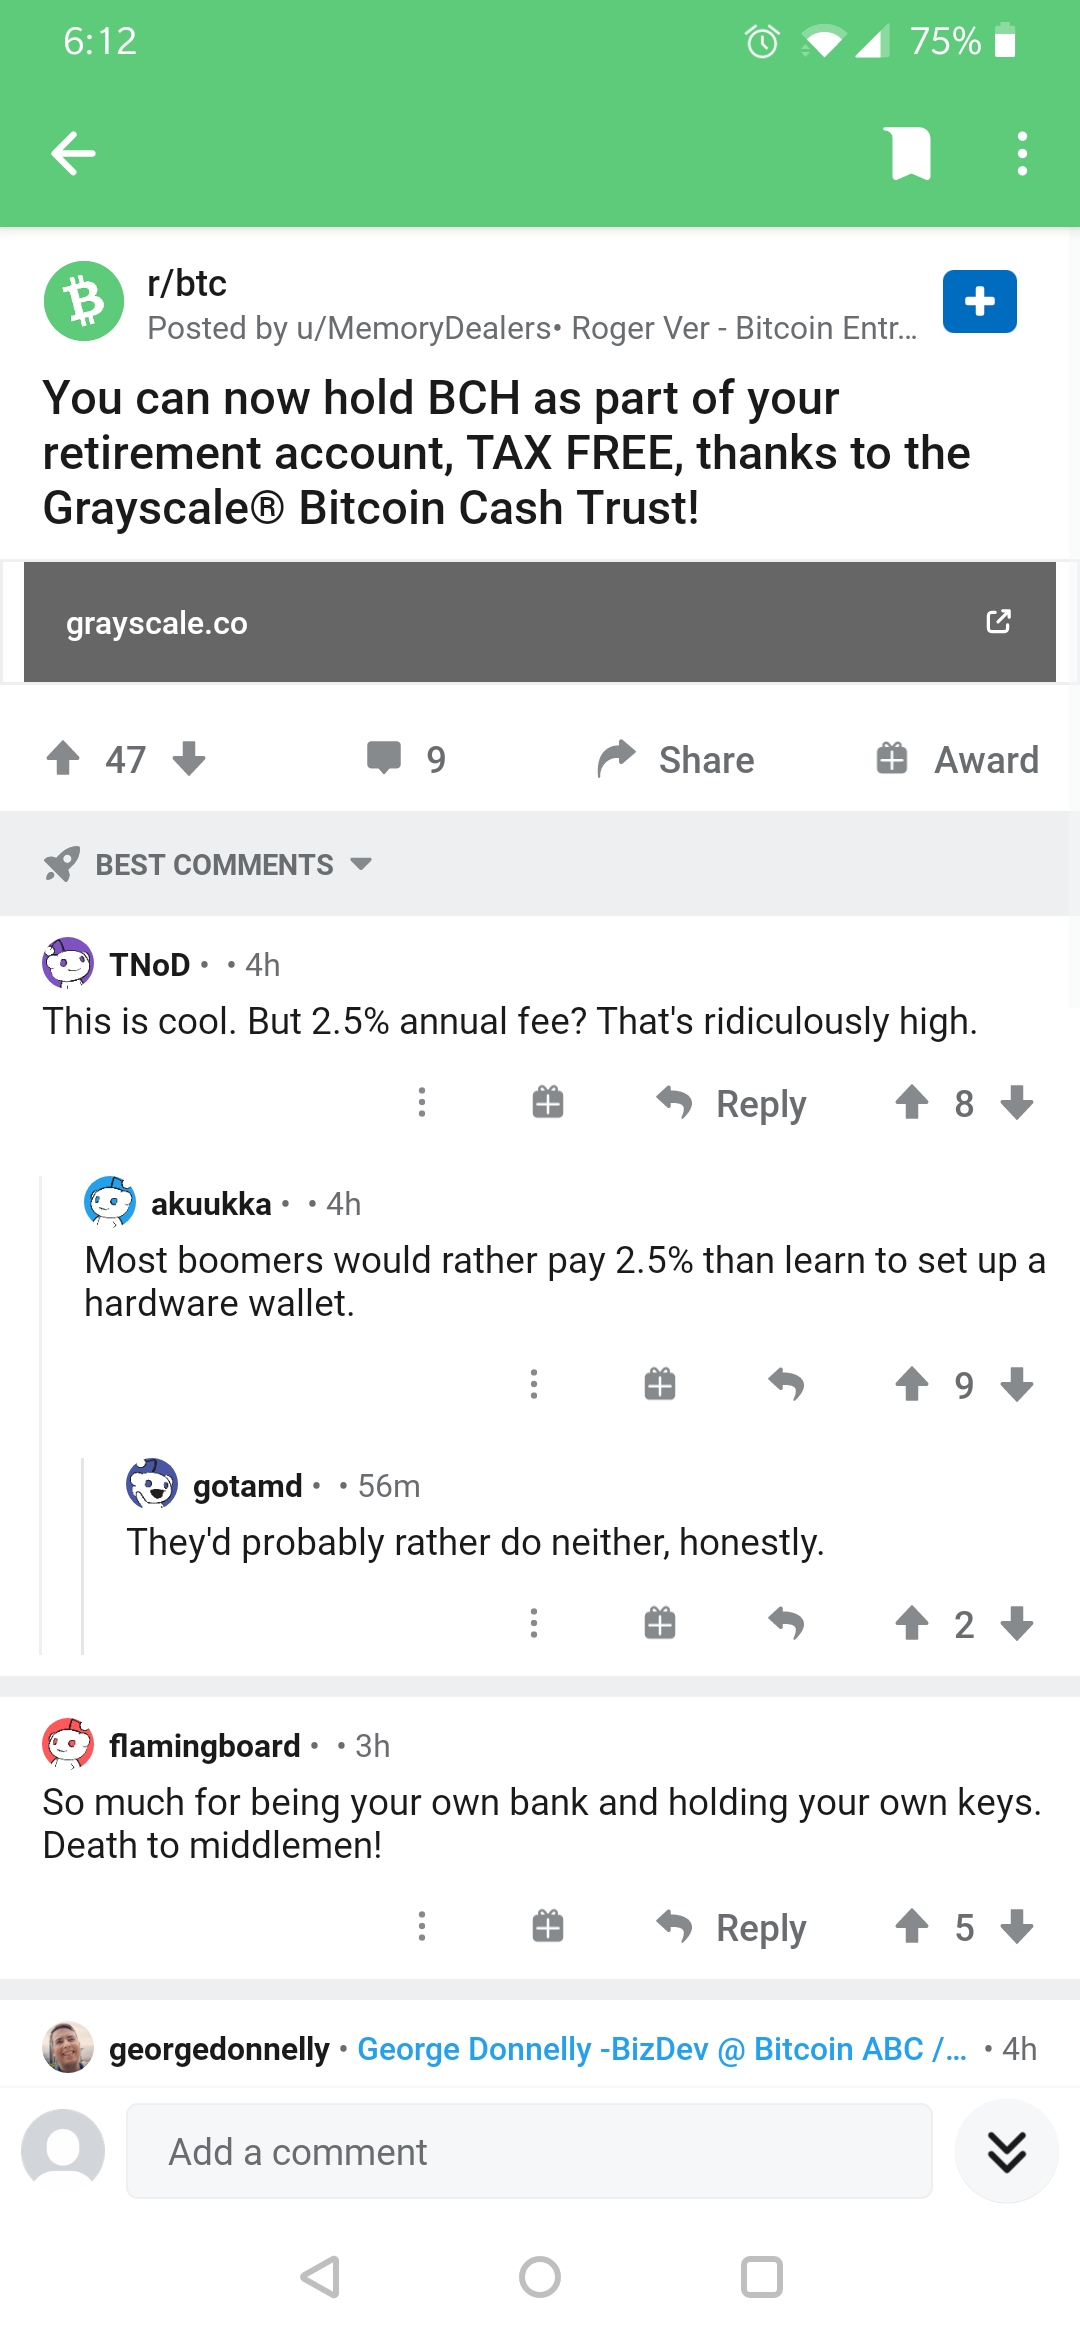 6:12
75%
r/btc
Posted by u/MemoryDealers• Roger Ver - Bitcoin Entr...
You can now hold BCH as part of your
retirement account, TAX FREE, thanks to the
Grayscale® Bitcoin Cash Trust!
grayscale.co
47
9
Share
Award
BEST COMMENTS
TNoD • • 4h
This is cool. But 2.5% annual fee? That's ridiculously high.
Reply
8
akuukka • • 4h
Most boomers would rather pay 2.5% than learn to set up a
hardware wallet.
9
gotamd • • 56m
They'd probably rather do neither, honestly.
2
flamingboard • • 3h
So much for being your own bank and holding your own keys.
Death to middlemen!
Reply
5
georgedonnelly • George Donnelly -BizDev @ Bitcoin ABC /... • 4h
Add a comment